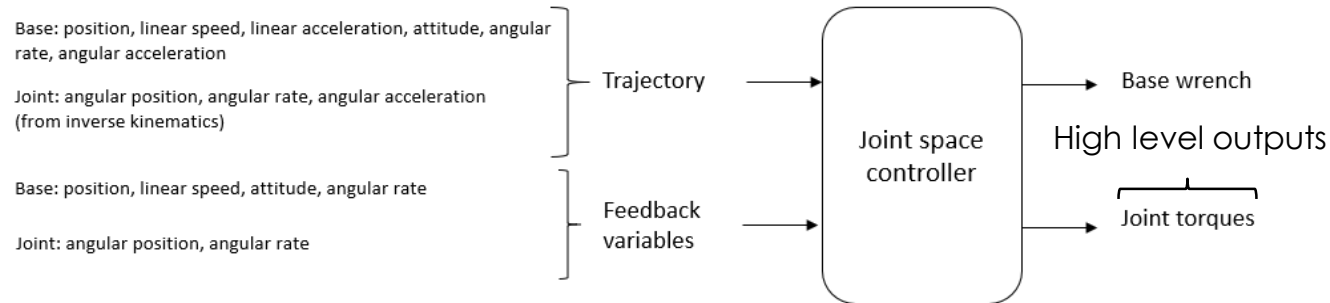 Base: position, linear speed, linear acceleration, attitude, angular
rate, angular acceleration
Joint: angular position, angular rate, angular acceleration
(from inverse kinematics)
Trajectory
Base: position, linear speed, attitude, angular rate
Joint: angular position, angular rate
Feedback
variables
Joint space
controller
Base wrench
High level outputs
Joint torques